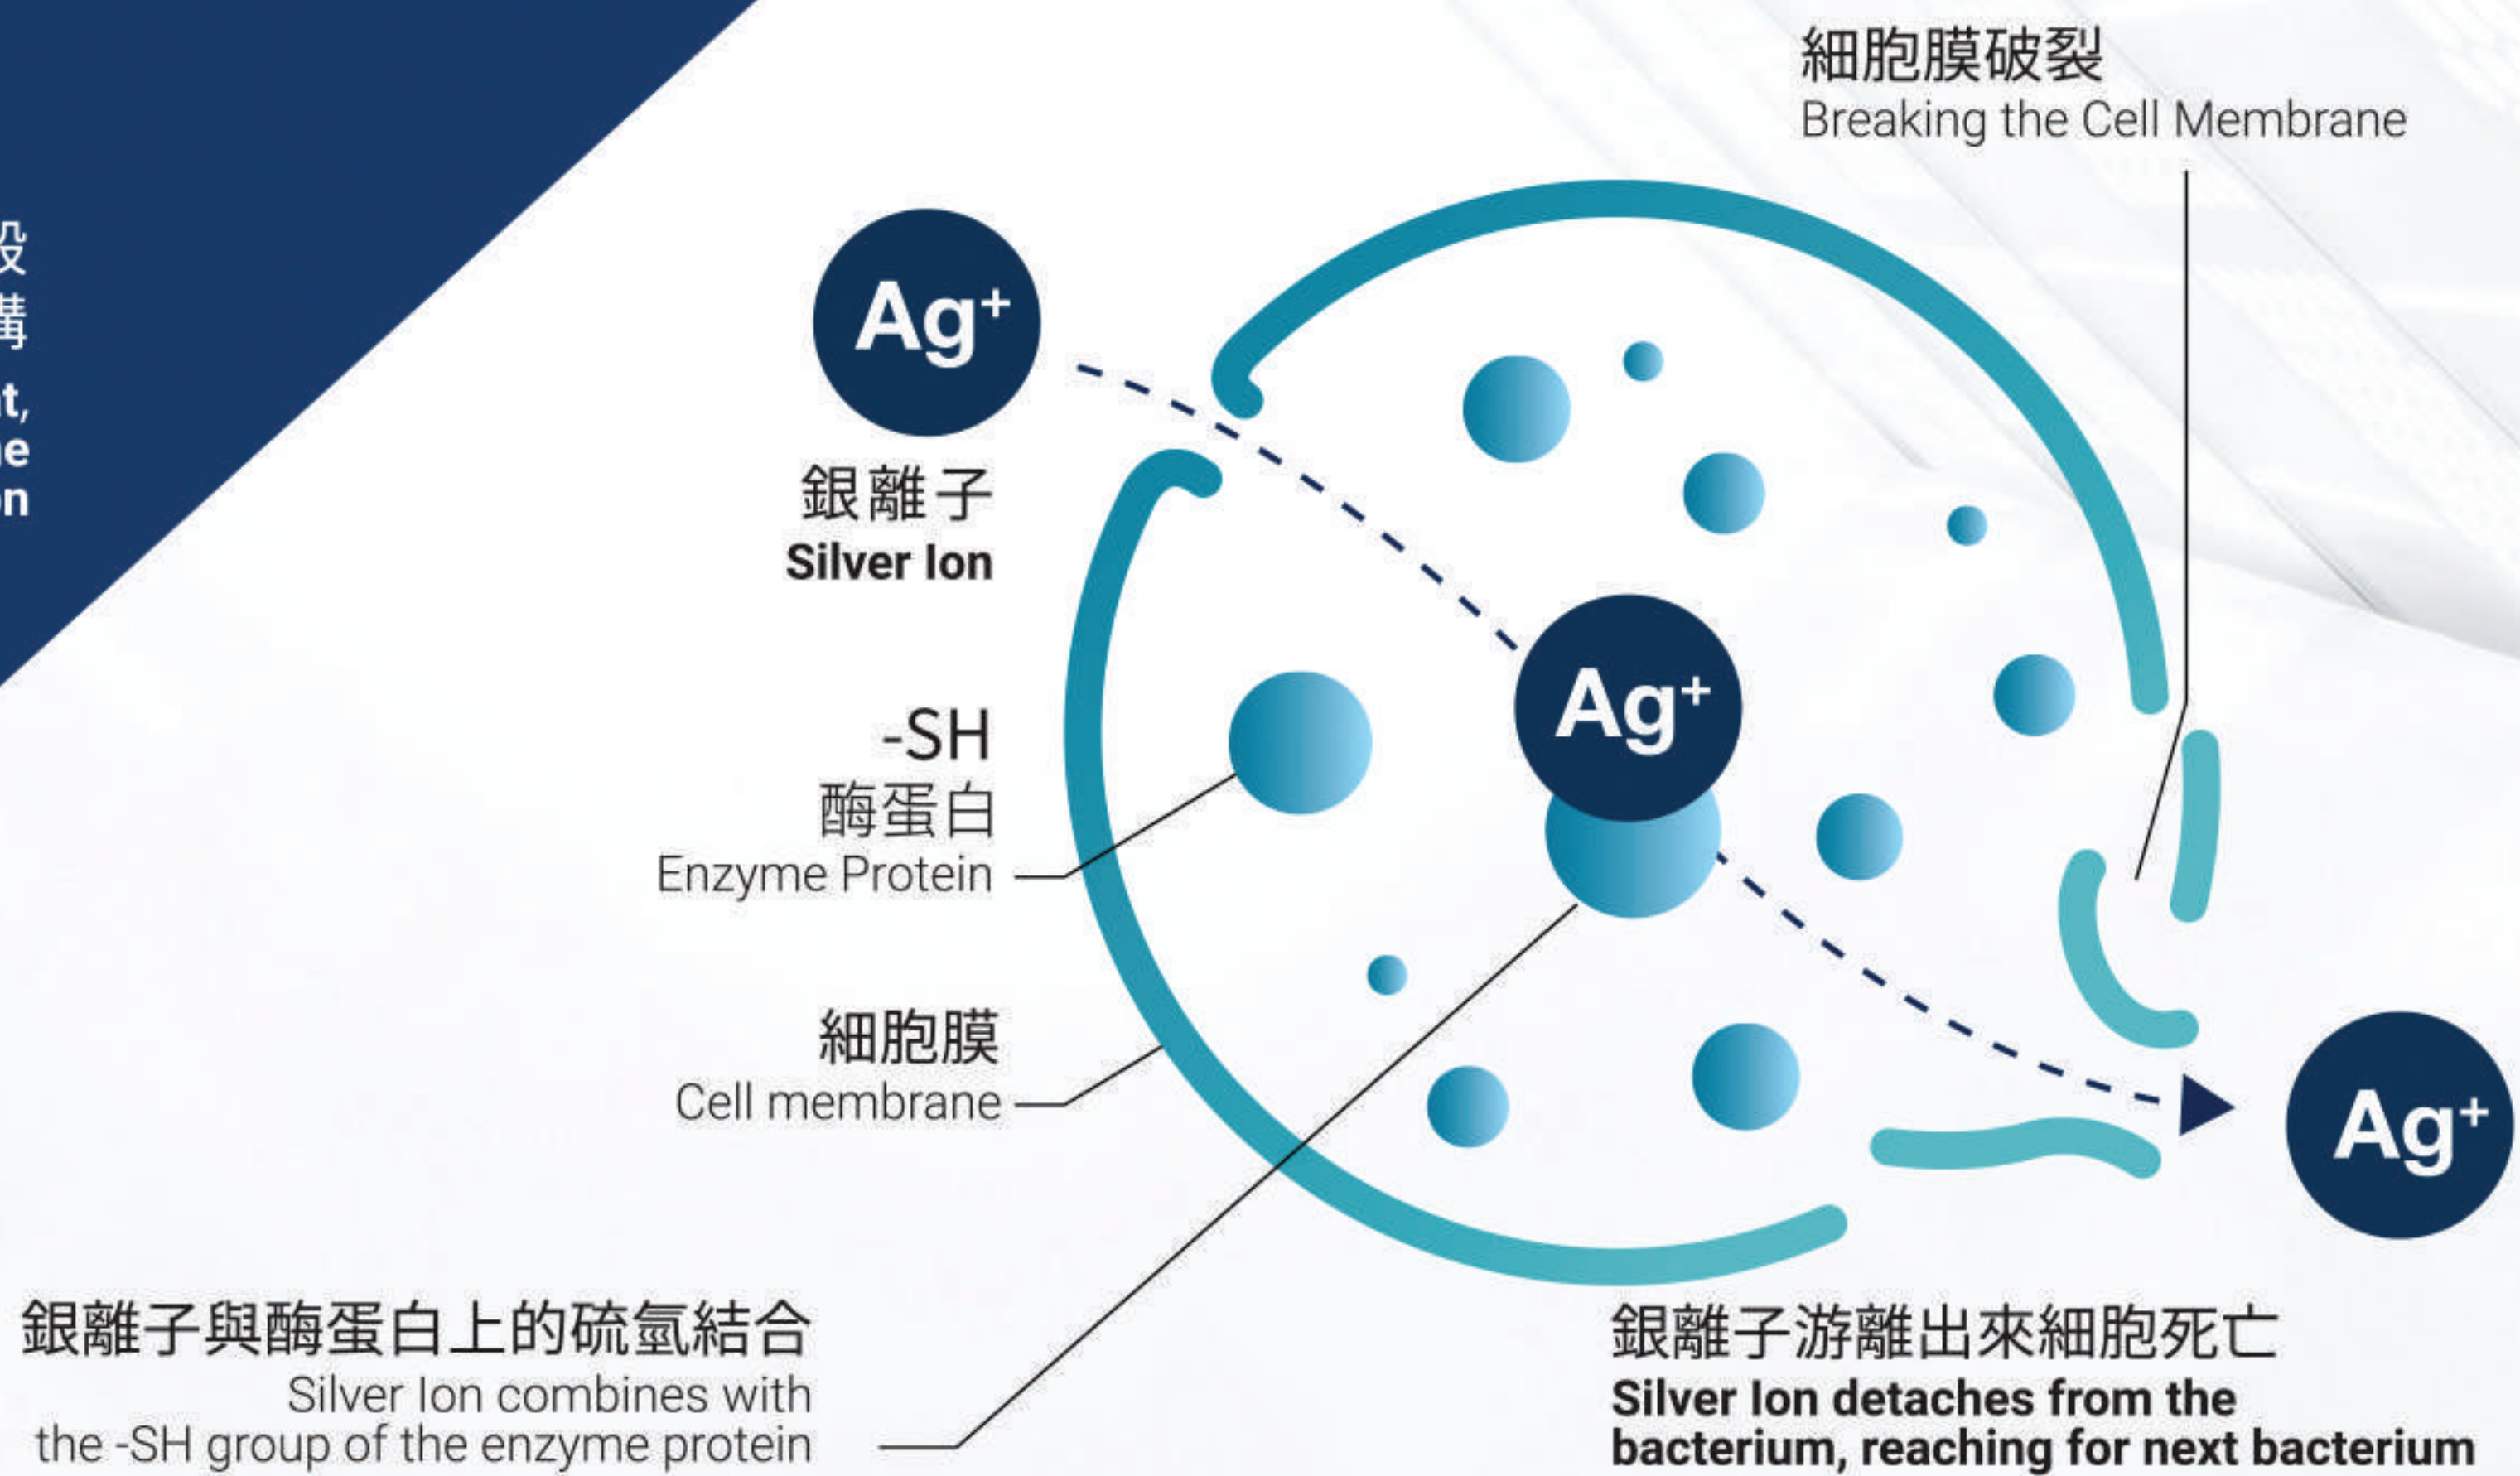 細胞膜破裂
Breaking the Cell Membrane
設
構
Ag⁺
銀離子
Silver Ion
-SH
酶蛋白
Enzyme Protein
Ag⁺
細胞膜
Cell membrane
Ag⁺
銀離子與酶蛋白上的硫氫結合
Silver Ion combines with
the -SH group of the enzyme protein
銀離子游離出來細胞死亡
Silver Ion detaches from the
bacterium, reaching for next bacterium